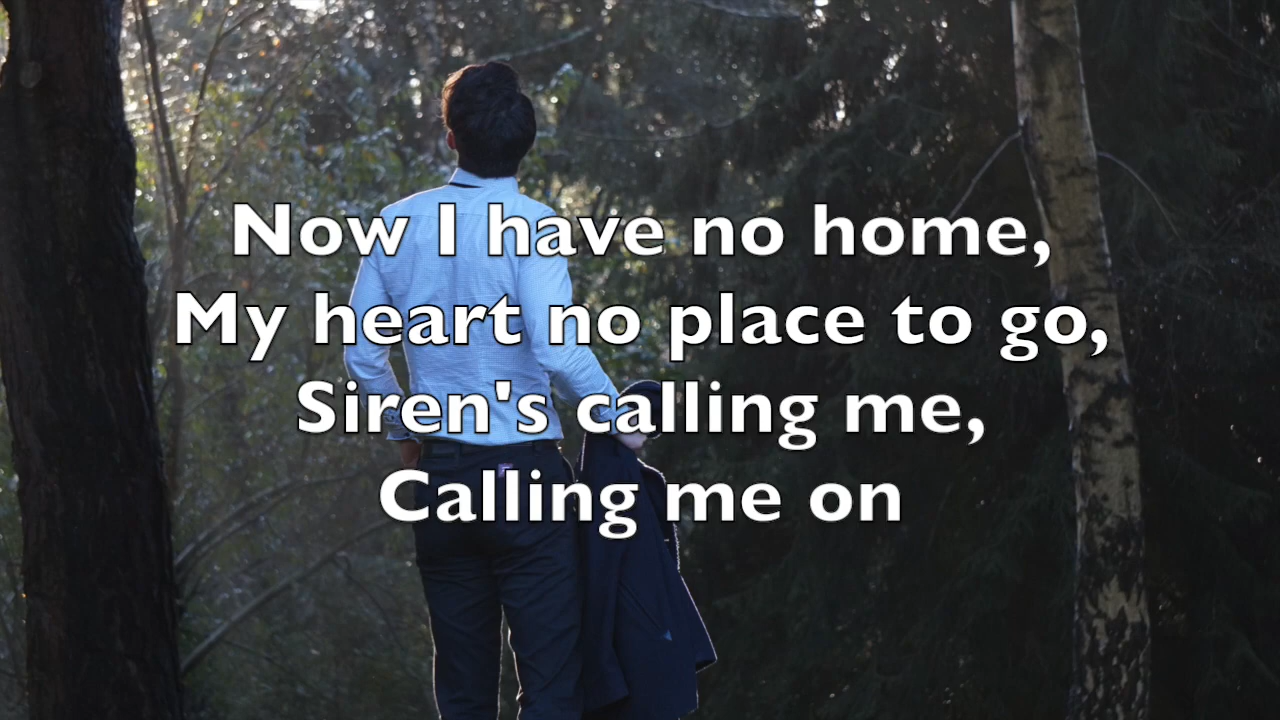 Now I have no home,
My heart no place to go,
Siren's calling me,
Calling me on